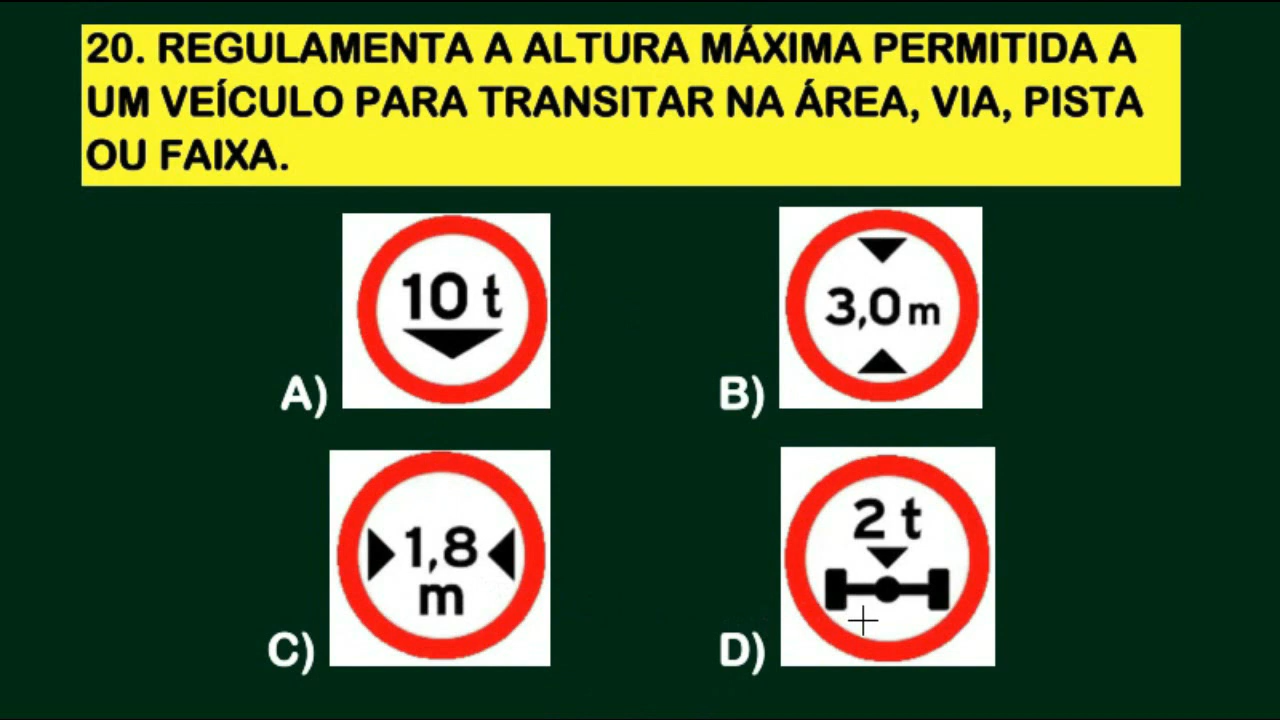 20. REGULAMENTA A ALTURA MÁXIMA PERMITIDA A
UM VEÍCULO PARA TRANSITAR NA ÁREA, VIA, PISTA
OU FAIXA.
10 t
A)
3,0 m
B)
1,8
m
C)
2 t
D)